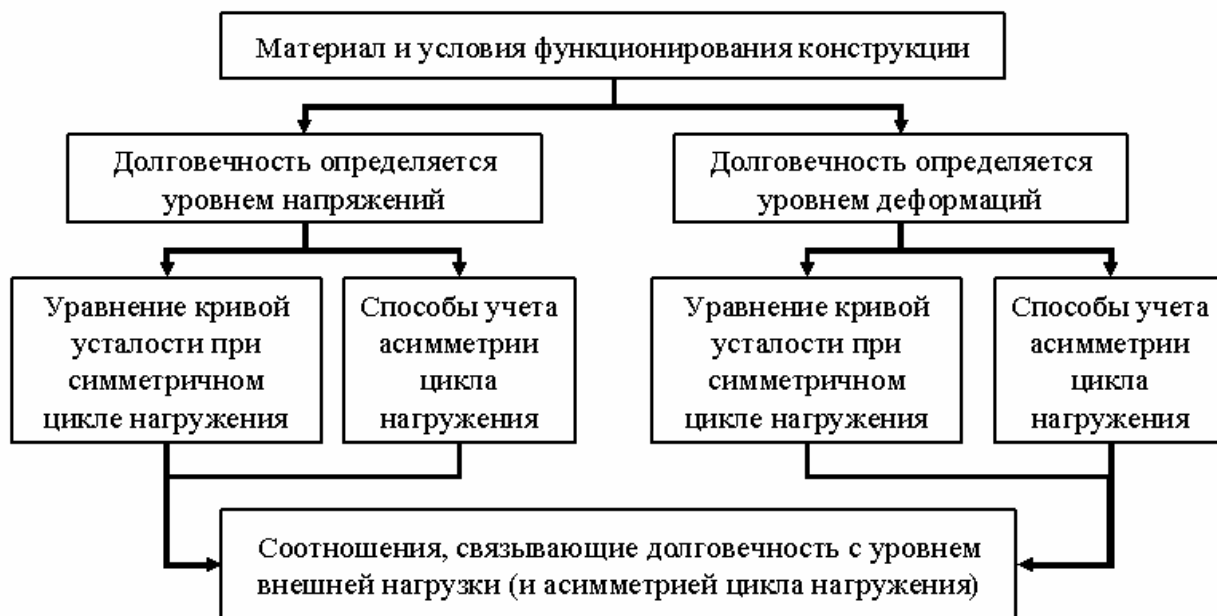 Материал и условия функционирования конструкции
Долговечность определяется
уровнем напряжений
Долговечность определяется
уровнем деформаций
Уравнение кривой
усталости при
симметричном
цикле нагружения
Способы учета
асимметрии
цикла
нагружения
Уравнение кривой
усталости при
симметричном
цикле нагружения
Способы учета
асимметрии
цикла
нагружения
Соотношения, связывающие долговечность с уровнем
внешней нагрузки (и асимметрией цикла нагружения)